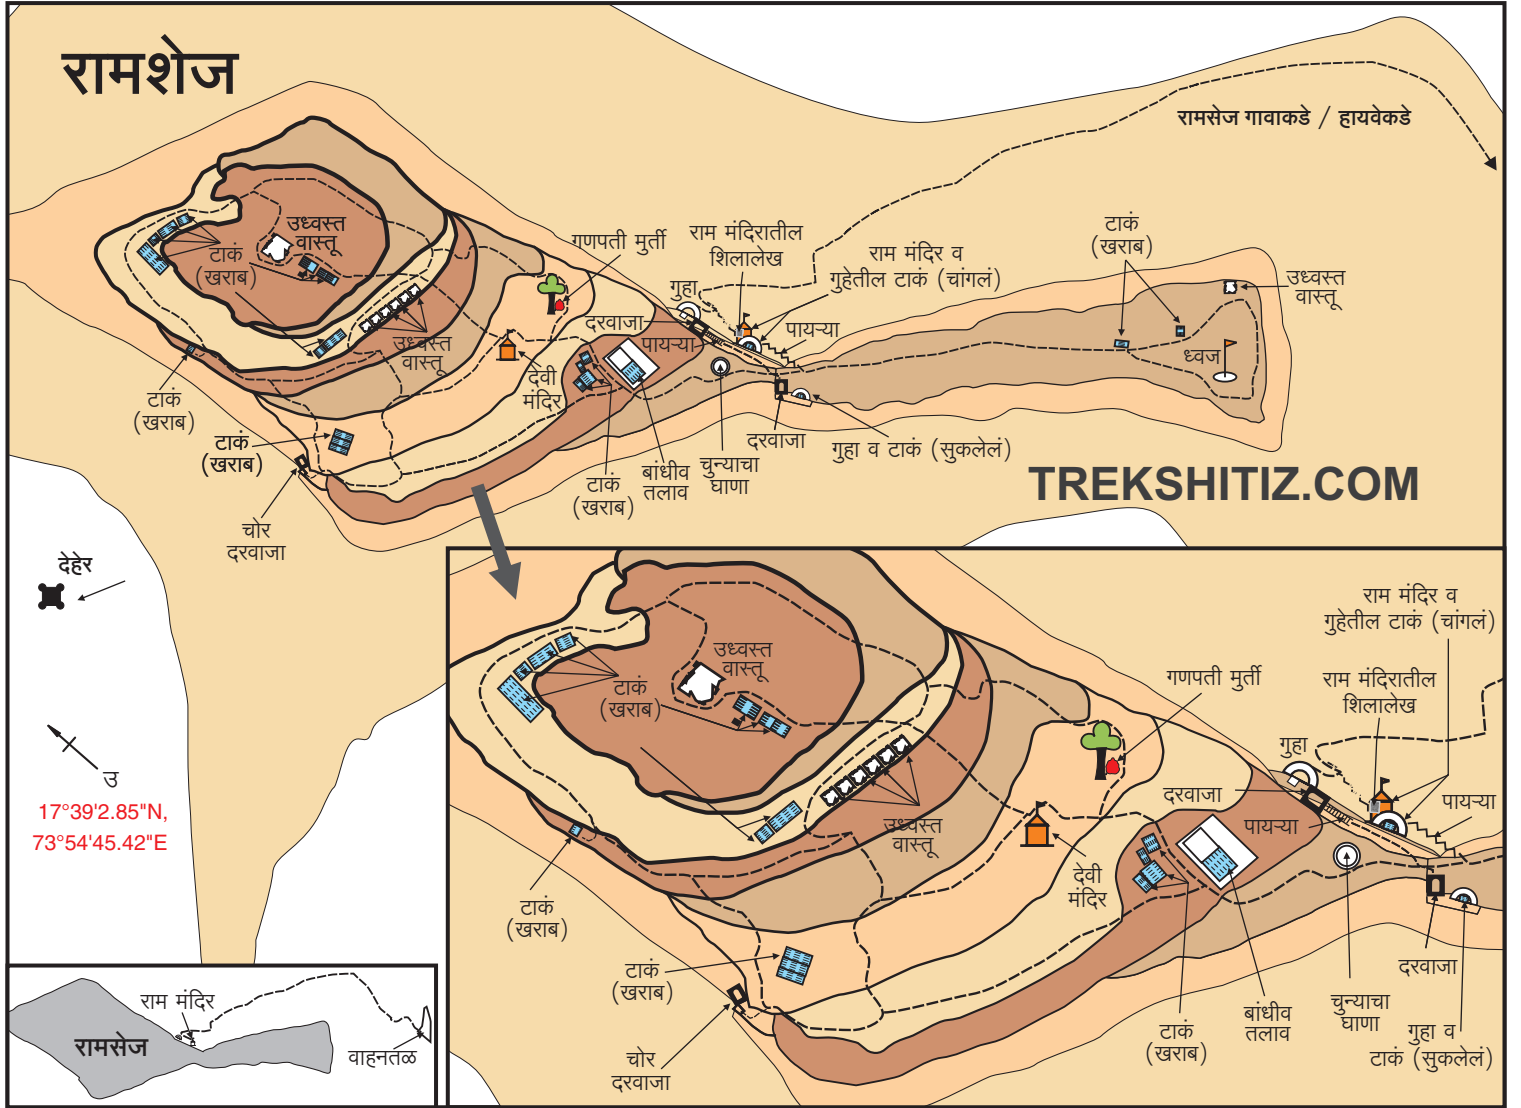 रामशेज
रामसेज गावाकडे / हायवेकडे
उध्वस्त
वास्तू
टाकं
(खराब)
गणपती मुर्ती
राम मंदिरातील
शिलालेख
राम मंदिर व
गुहेतील टाकं (चांगलं)
गुहा
दरवाजा
पायऱ्या
पायऱ्या
टाकं
(खराब)
उध्वस्त
वास्तू
ध्वज
उध्वस्त
वास्तू
देवी
मंदिर
टाकं
(खराब)
टाकं
(खराब)
चोर
दरवाजा
टाकं
(खराब)
बांधीव
तलाव
चुन्याचा
घाणा
दरवाजा
गुहा व टाकं (सुकलेलं)
TREKSHITIZ.COM
देहेर
उ
17°39'2.85"N,
73°54'45.42"E
राम मंदिर
रामसेज
वाहनतळ
उध्वस्त
वास्तू
टाकं
(खराब)
गणपती मुर्ती
राम मंदिर व
गुहेतील टाकं (चांगलं)
राम मंदिरातील
शिलालेख
गुहा
दरवाजा
पायऱ्या
पायऱ्या
उध्वस्त
वास्तू
देवी
मंदिर
टाकं
(खराब)
टाकं
(खराब)
चोर
दरवाजा
टाकं
(खराब)
बांधीव
तलाव
चुन्याचा
घाणा
दरवाजा
गुहा व
टाकं (सुकलेलं)